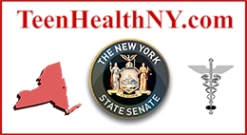 TeenHealthNY.com
THE NEW YORK
STATE SENATE